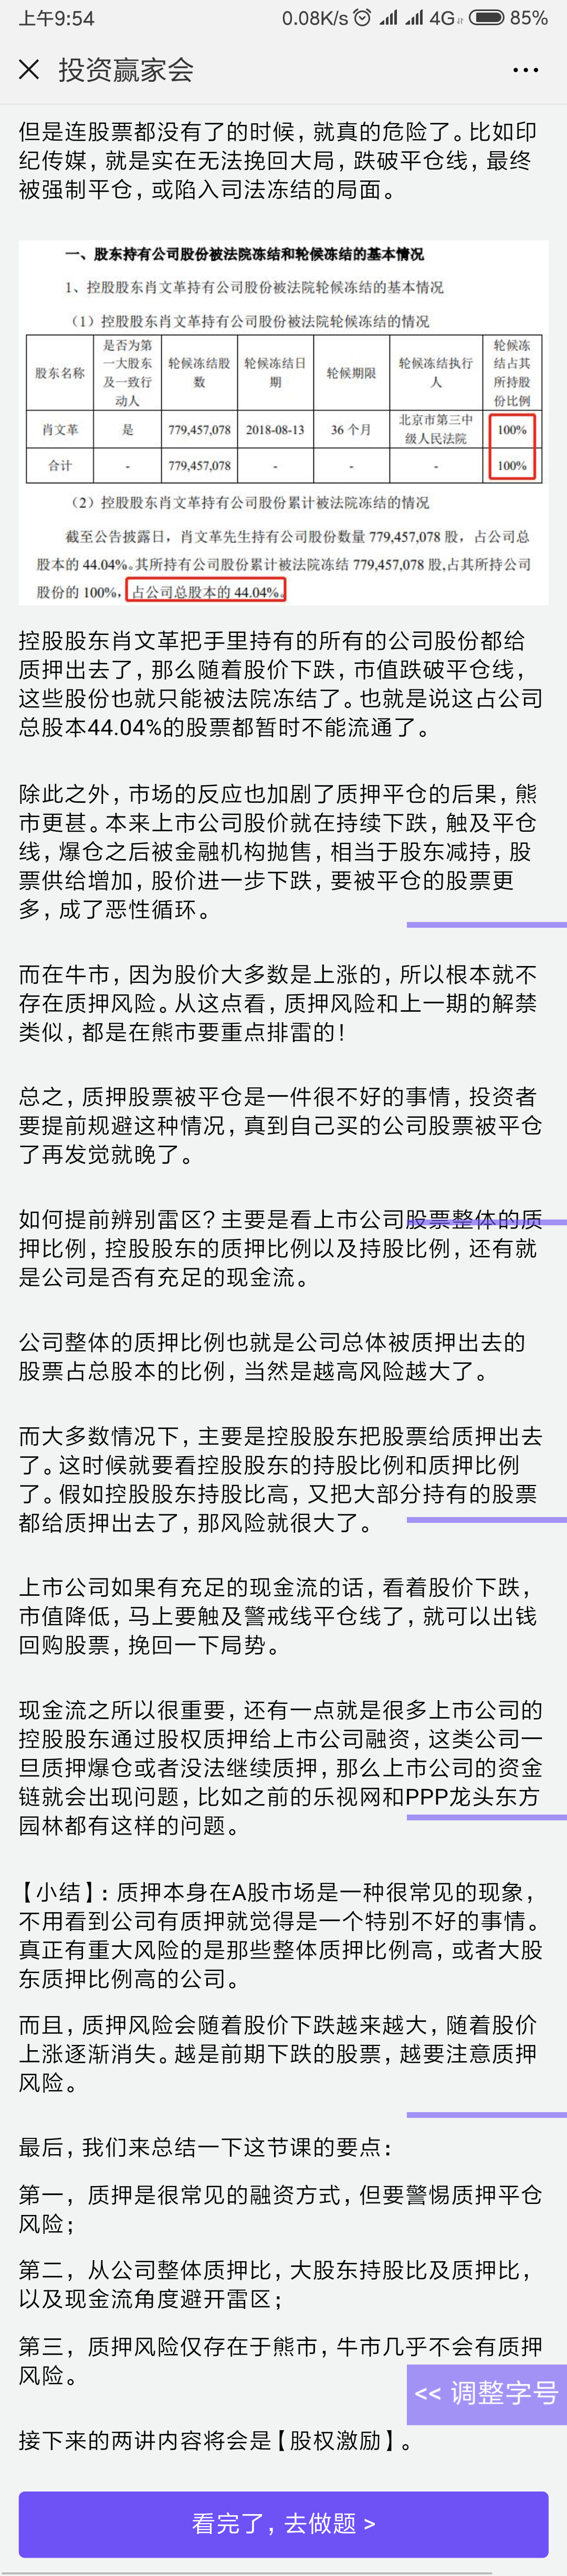 上午9:54
0.08K/s 4G 85%
投资赢家会
但是连股票都没有了的时候，就真的危险了。比如印
纪传媒，就是实在无法挽回大局，跌破平仓线，最终
被强制平仓，或陷入司法冻结的局面。
一、股东持有公司股份被法院冻结和轮候冻结的基本情况
1、控股股东肖文革持有公司股份被法院轮候冻结的基本情况
（1）控股股东肖文革持有公司股份被法院轮候冻结的情况
股东名称 是否为第一大股东及一致行动人 轮候冻结股数 轮候冻结日期 轮候期限 轮候冻结执行人 轮候冻结占其所持股份比例
肖文革 是 779,457,078 2018-08-13 36 个月 北京市第三中级人民法院 100%
合计 - 779,457,078 - - - 100%
（2）控股股东肖文革持有公司股份累计被法院冻结的情况
截至公告披露日，肖文革先生持有公司股份数量 779,457,078 股，占公司总
股本的 44.04%。其所持有公司股份累计被法院冻结 779,457,078 股,占其所持公司
股份的 100%，占公司总股本的 44.04%。
控股股东肖文革把手里持有的所有的公司股份都给
质押出去了，那么随着股价下跌，市值跌破平仓线，
这些股份也就只能被法院冻结了。也就是说这占公司
总股本44.04%的股票都暂时不能流通了。
除此之外，市场的反应也加剧了质押平仓的后果，熊
市更甚。本来上市公司股价就在持续下跌，触及平仓
线，爆仓之后被金融机构抛售，相当于股东减持，股
票供给增加，股价进一步下跌，要被平仓的股票更
多，成了恶性循环。
而在牛市，因为股价大多数是上涨的，所以根本就不
存在质押风险。从这点看，质押风险和上一期的解禁
类似，都是在熊市要重点排雷的！
总之，质押股票被平仓是一件很不好的事情，投资者
要提前规避这种情况，真到自己买的公司股票被平仓
了再发觉就晚了。
如何提前辨别雷区？主要是看上市公司股票整体的质
押比例，控股股东的质押比例以及持股比例，还有就
是公司是否有充足的现金流。
公司整体的质押比例也就是公司总体被质押出去的
股票占总股本的比例，当然是越高风险越大了。
而大多数情况下，主要是控股股东把股票给质押出去
了。这时候就要看控股股东的持股比例和质押比例
了。假如控股股东持股比高，又把大部分持有的股票
都给质押出去了，那风险就很大了。
上市公司如果有充足的现金流的话，看着股价下跌，
市值降低，马上要触及警戒线平仓线了，就可以出钱
回购股票，挽回一下局势。
现金流之所以很重要，还有一点就是很多上市公司的
控股股东通过股权质押给上市公司融资，这类公司一
旦质押爆仓或者没法继续质押，那么上市公司的资金
链就会出现问题，比如之前的乐视网和PPP龙头东方
园林都有这样的问题。
【小结】：质押本身在A股市场是一种很常见的现象，
不用看到公司有质押就觉得是一个特别不好的事情。
真正有重大风险的是那些整体质押比例高，或者大股
东质押比例高的公司。
而且，质押风险会随着股价下跌越来越大，随着股价
上涨逐渐消失。越是前期下跌的股票，越要注意质押
风险。
最后，我们来总结一下这节课的要点：
第一，质押是很常见的融资方式，但要警惕质押平仓
风险；
第二，从公司整体质押比，大股东持股比及质押比，
以及现金流角度避开雷区；
第三，质押风险仅存在于熊市，牛市几乎不会有质押
风险。
<< 调整字号
接下来的两讲内容将会是【股权激励】。
看完了，去做题 >